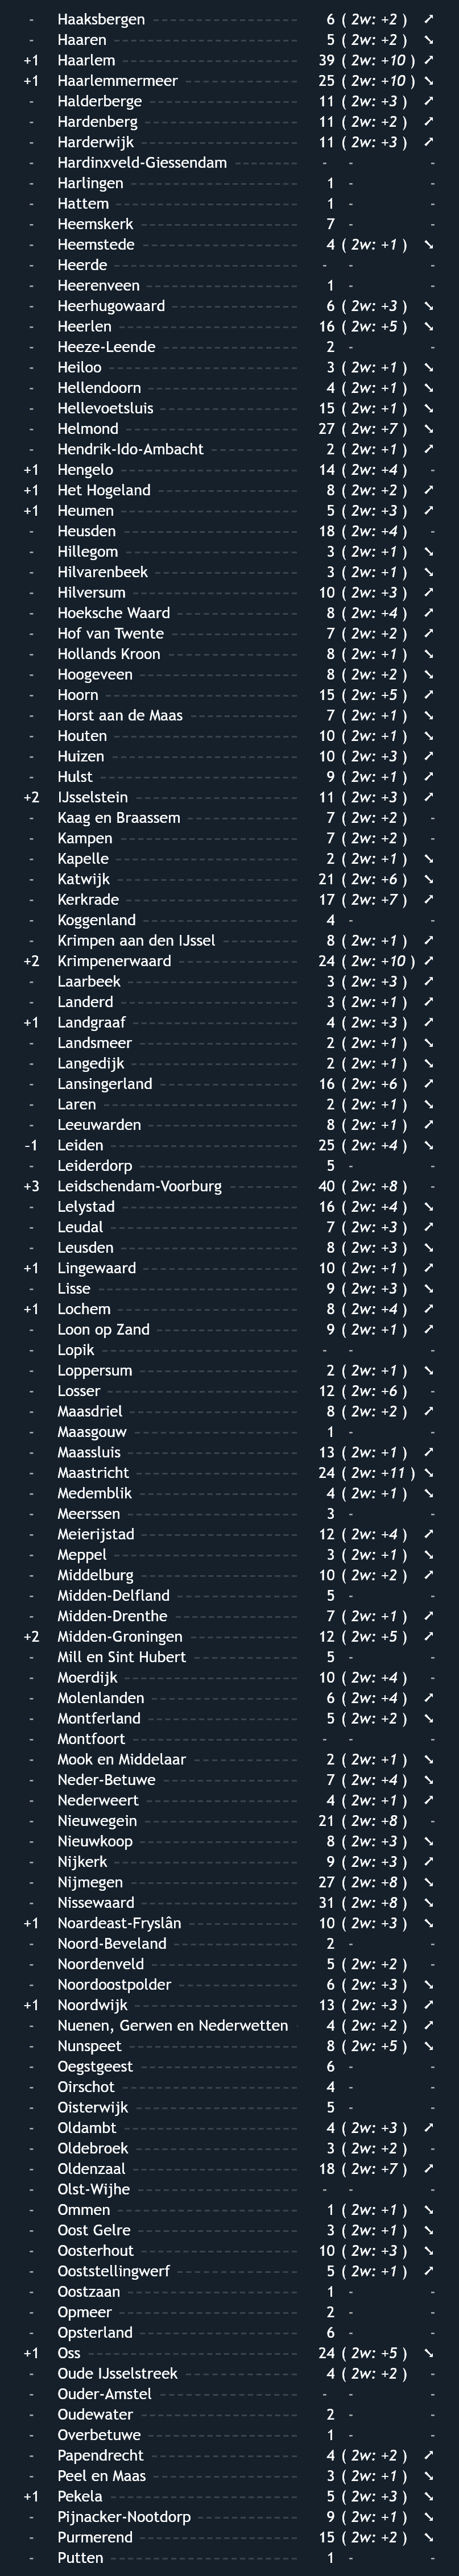 - Haaksbergen 6 ( 2w: +2 ) ↗
- Haaren 5 ( 2w: +2 ) ↘
+1 Haarlem 39 ( 2w: +10 ) ↗
+1 Haarlemmermeer 25 ( 2w: +10 ) ↘
- Halderberge 11 ( 2w: +3 ) ↗
- Hardenberg 11 ( 2w: +2 ) ↗
- Harderwijk 11 ( 2w: +3 ) ↗
- Hardinxveld-Giessendam - - -
- Harlingen 1 - -
- Hattem 1 - -
- Heemskerk 7 - -
- Heemstede 4 ( 2w: +1 ) ↘
- Heerde - - -
- Heerenveen 1 - -
- Heerhugowaard 6 ( 2w: +3 ) ↘
- Heerlen 16 ( 2w: +5 ) ↘
- Heeze-Leende 2 - -
- Heiloo 3 ( 2w: +1 ) ↘
- Hellendoorn 4 ( 2w: +1 ) ↘
- Hellevoetsluis 15 ( 2w: +1 ) ↘
- Helmond 27 ( 2w: +7 ) ↘
- Hendrik-Ido-Ambacht 2 ( 2w: +1 ) ↗
+1 Hengelo 14 ( 2w: +4 ) -
+1 Het Hogeland 8 ( 2w: +2 ) ↗
+1 Heumen 5 ( 2w: +3 ) ↗
- Heusden 18 ( 2w: +4 ) -
- Hillegom 3 ( 2w: +1 ) ↘
- Hilvarenbeek 3 ( 2w: +1 ) ↘
- Hilversum 10 ( 2w: +3 ) ↗
- Hoeksche Waard 8 ( 2w: +4 ) ↗
- Hof van Twente 7 ( 2w: +2 ) ↗
- Hollands Kroon 8 ( 2w: +1 ) ↘
- Hoogeveen 8 ( 2w: +2 ) ↘
- Hoorn 15 ( 2w: +5 ) ↗
- Horst aan de Maas 7 ( 2w: +1 ) ↘
- Houten 10 ( 2w: +1 ) ↘
- Huizen 10 ( 2w: +3 ) ↗
- Hulst 9 ( 2w: +1 ) ↗
+2 IJsselstein 11 ( 2w: +3 ) ↗
- Kaag en Braassem 7 ( 2w: +2 ) -
- Kampen 7 ( 2w: +2 ) -
- Kapelle 2 ( 2w: +1 ) ↘
- Katwijk 21 ( 2w: +6 ) ↘
- Kerkrade 17 ( 2w: +7 ) ↗
- Koggenland 4 - -
- Krimpen aan den IJssel 8 ( 2w: +1 ) ↗
+2 Krimpenerwaard 24 ( 2w: +10 ) ↗
- Laarbeek 3 ( 2w: +3 ) ↗
- Landerd 3 ( 2w: +1 ) ↗
+1 Landgraaf 4 ( 2w: +3 ) ↗
- Landsmeer 2 ( 2w: +1 ) ↘
- Langedijk 2 ( 2w: +1 ) ↘
- Lansingerland 16 ( 2w: +6 ) ↗
- Laren 2 ( 2w: +1 ) ↘
- Leeuwarden 8 ( 2w: +1 ) ↗
-1 Leiden 25 ( 2w: +4 ) ↘
- Leiderdorp 5 - -
+3 Leidschendam-Voorburg 40 ( 2w: +8 ) -
- Lelystad 16 ( 2w: +4 ) ↘
- Leudal 7 ( 2w: +3 ) ↗
- Leusden 8 ( 2w: +3 ) ↘
+1 Lingewaard 10 ( 2w: +1 ) ↗
- Lisse 9 ( 2w: +3 ) ↘
+1 Lochem 8 ( 2w: +4 ) ↗
- Loon op Zand 9 ( 2w: +1 ) ↗
- Lopik - - -
- Loppersum 2 ( 2w: +1 ) ↘
- Losser 12 ( 2w: +6 ) -
- Maasdriel 8 ( 2w: +2 ) ↗
- Maasgouw 1 - -
- Maassluis 13 ( 2w: +1 ) ↗
- Maastricht 24 ( 2w: +11 ) ↘
- Medemblik 4 ( 2w: +1 ) ↘
- Meerssen 3 - -
- Meierijstad 12 ( 2w: +4 ) ↗
- Meppel 3 ( 2w: +1 ) ↘
- Middelburg 10 ( 2w: +2 ) ↗
- Midden-Delfland 5 - -
- Midden-Drenthe 7 ( 2w: +1 ) ↗
+2 Midden-Groningen 12 ( 2w: +5 ) ↗
- Mill en Sint Hubert 5 - -
- Moerdijk 10 ( 2w: +4 ) -
- Molenlanden 6 ( 2w: +4 ) ↗
- Montferland 5 ( 2w: +2 ) ↘
- Montfoort - - -
- Mook en Middelaar 2 ( 2w: +1 ) ↘
- Neder-Betuwe 7 ( 2w: +4 ) ↘
- Nederweert 4 ( 2w: +1 ) ↗
- Nieuwegein 21 ( 2w: +8 ) -
- Nieuwkoop 8 ( 2w: +3 ) ↘
- Nijkerk 9 ( 2w: +3 ) ↗
- Nijmegen 27 ( 2w: +8 ) ↘
- Nissewaard 31 ( 2w: +8 ) ↘
+1 Noardeast-Fryslân 10 ( 2w: +3 ) ↘
- Noord-Beveland 2 - -
- Noordenveld 5 ( 2w: +2 ) -
- Noordoostpolder 6 ( 2w: +3 ) ↘
+1 Noordwijk 13 ( 2w: +3 ) ↗
- Nuenen, Gerwen en Nederwetten 4 ( 2w: +2 ) ↗
- Nunspeet 8 ( 2w: +5 ) ↘
- Oegstgeest 6 - -
- Oirschot 4 - -
- Oisterwijk 5 - -
- Oldambt 4 ( 2w: +3 ) ↗
- Oldebroek 3 ( 2w: +2 ) -
- Oldenzaal 18 ( 2w: +7 ) ↗
- Olst-Wijhe - - -
- Ommen 1 ( 2w: +1 ) ↘
- Oost Gelre 3 ( 2w: +1 ) ↘
- Oosterhout 10 ( 2w: +3 ) ↘
- Ooststellingwerf 5 ( 2w: +1 ) ↗
- Oostzaan 1 - -
- Opmeer 2 - -
- Opsterland 6 - -
+1 Oss 24 ( 2w: +5 ) ↘
- Oude IJsselstreek 4 ( 2w: +2 ) -
- Ouder-Amstel - - -
- Oudewater 2 - -
- Overbetuwe 1 - -
- Papendrecht 4 ( 2w: +2 ) ↗
- Peel en Maas 3 ( 2w: +1 ) ↘
+1 Pekela 5 ( 2w: +3 ) ↘
- Pijnacker-Nootdorp 9 ( 2w: +1 ) ↘
- Purmerend 15 ( 2w: +2 ) ↘
- Putten 1 - -